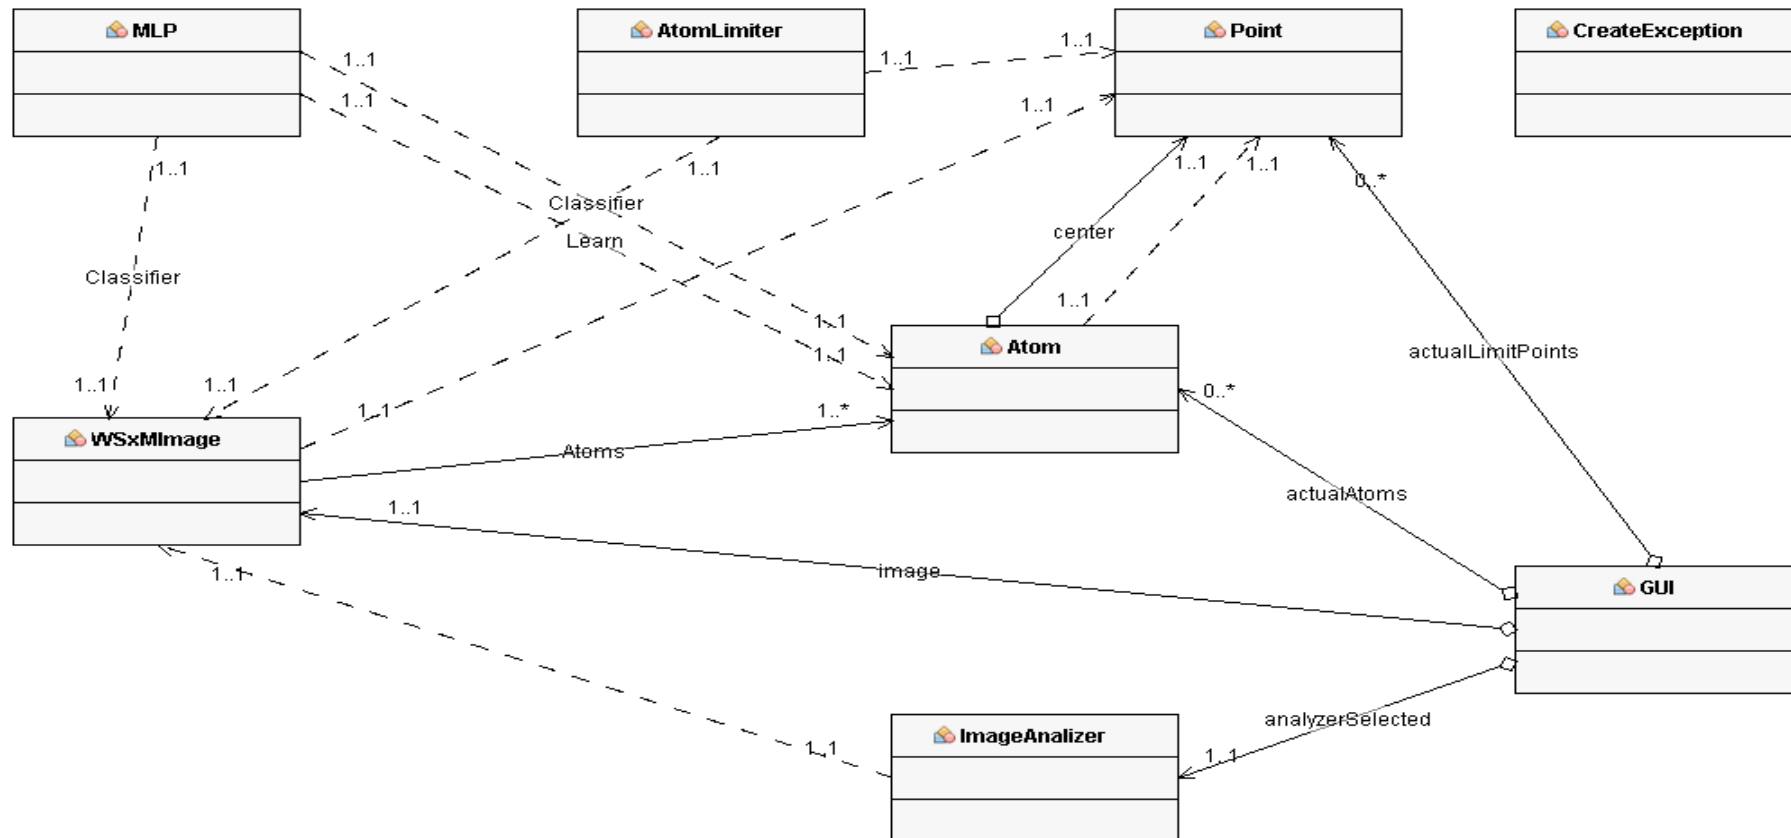 MLP
AtomLimiter
Point
CreateException
1..1
1..1
1..1
1..1
1..1
1..1
1..1
1..1
1..1
1..1
0..*
Classifier
Learn
center
Classifier
1..1
actualLimitPoints
1..1
1..1
Atom
1..1
1..1
1..1
1..*
0..*
WSxMImage
Atoms
actualAtoms
1..1
image
1..1
GUI
analyzerSelected
ImageAnalizer
1..1
1..1